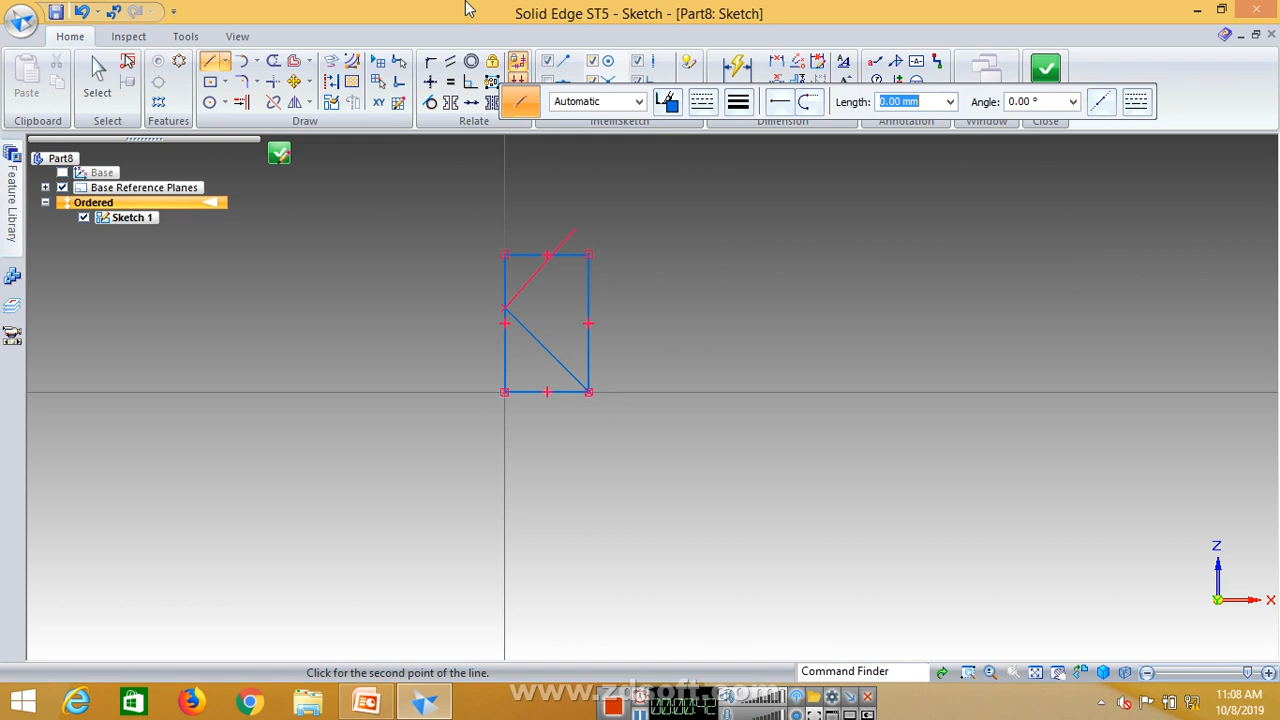 Solid Edge ST5 - Sketch - [Part8: Sketch]
Home Inspect Tools View
Paste
Select
Clipboard Select Features Draw Relate IntelliSketch Dimension Annotation Window Close
Automatic Length: 0.00 mm Angle: 0.00 °
XY
Part8
Base
Base Reference Planes
Ordered
Sketch 1
Feature Library
Z
X
Click for the second point of the line.
Command Finder
www.zdsoft.com
11:08 AM
10/8/2019